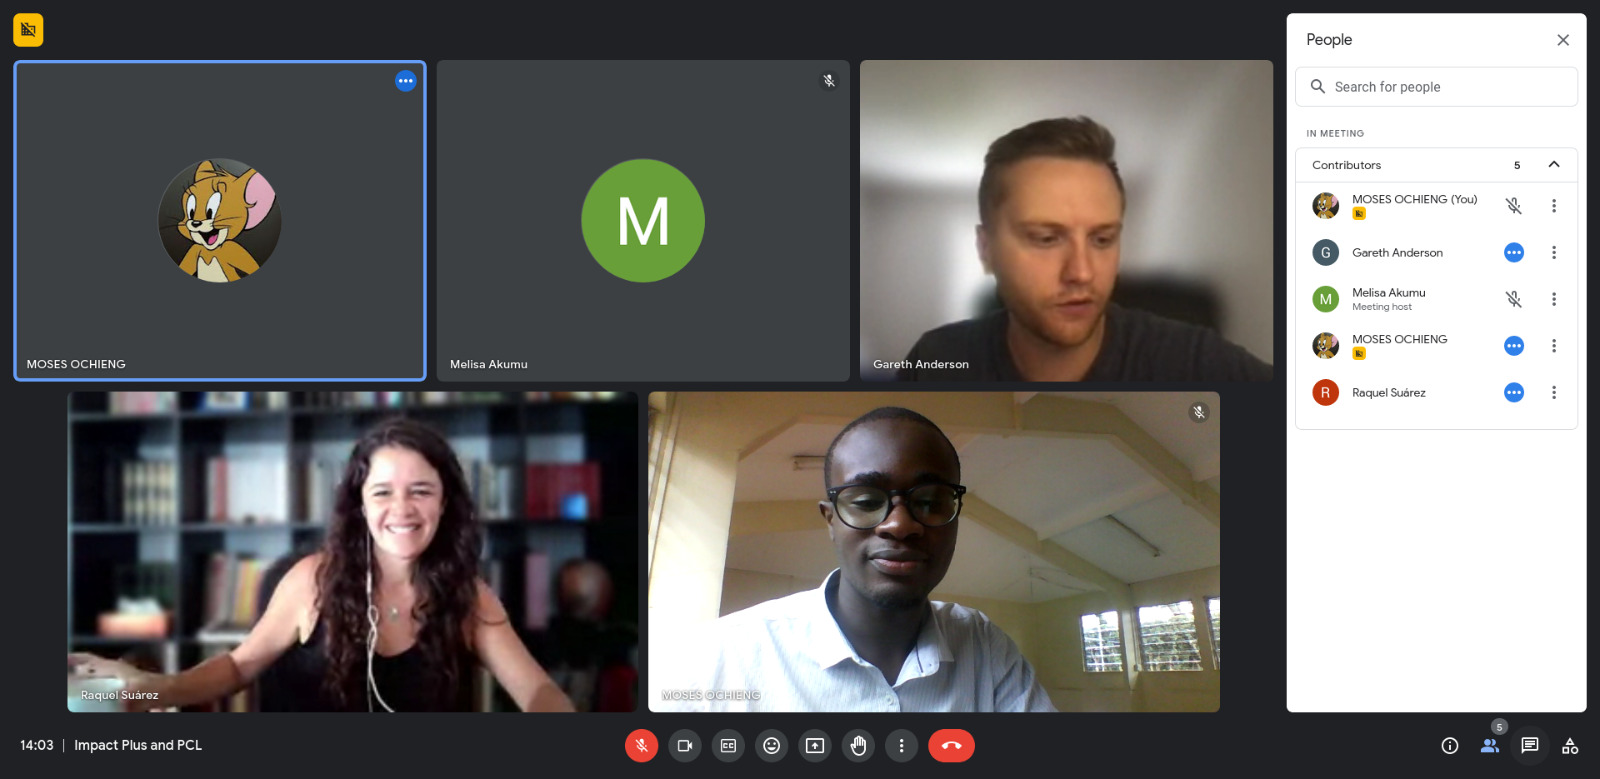 MOSES OCHIENG
M
Melisa Akumu
Gareth Anderson
Raquel Suárez
MOSES OCHIENG
People
Search for people
IN MEETING
Contributors 5
MOSES OCHIENG (You)
G Gareth Anderson
M Melisa Akumu
Meeting host
MOSES OCHIENG
R Raquel Suárez
14:03 | Impact Plus and PCL
CC
5